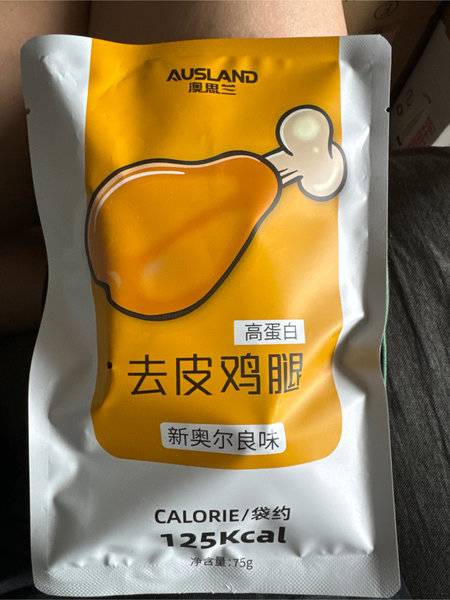 AUSLAND
澳思兰
高蛋白
去皮鸡腿
新奥尔良味
CALORIE/袋约
125Kcal
净含量:75g